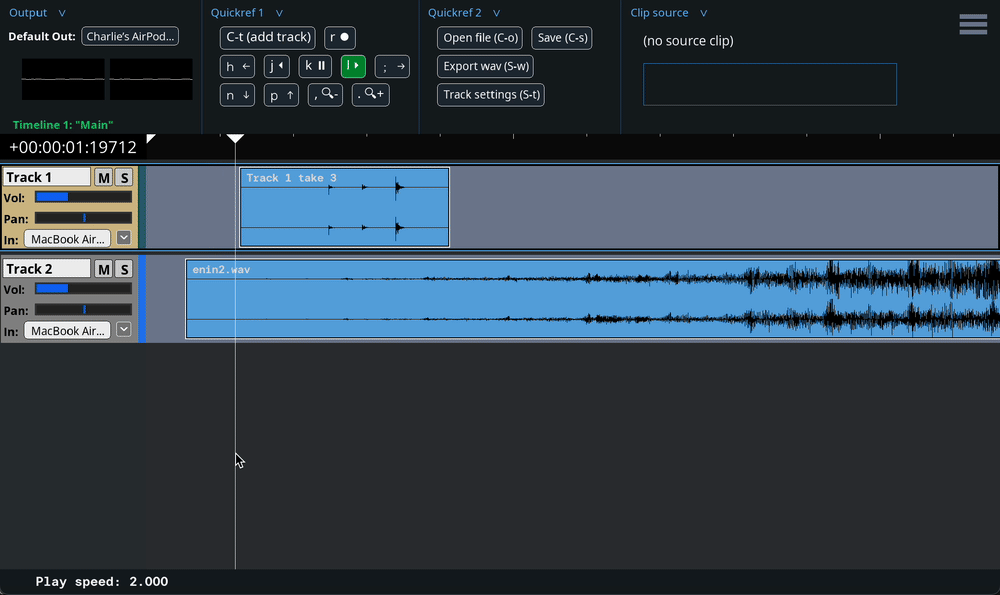 Output v
Default Out: Charlie's AirPod...
Timeline 1: "Main"
Quickref 1 v
C-t (add track) r
h ← j k l ; →
n ↓ p ↑ , - . +
Quickref 2 v
Open file (C-o) Save (C-s)
Export wav (S-w)
Track settings (S-t)
Clip source v
(no source clip)
+00:00:01:19712
Track 1 M S
Vol:
Pan:
In: MacBook Air...
Track 1 take 3
Track 2 M S
Vol:
Pan:
In: MacBook Air...
enin2.wav
Play speed: 2.000